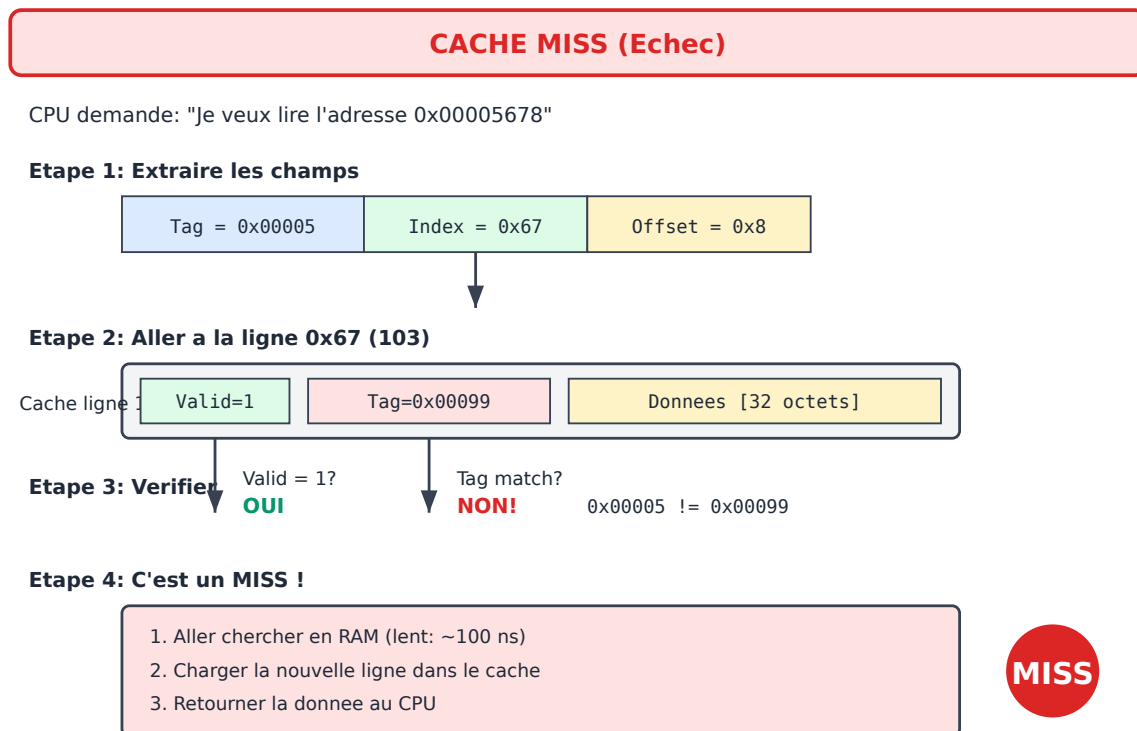 CACHE MISS (Echec)
CPU demande: "Je veux lire l'adresse 0x00005678"
Etape 1: Extraire les champs
Tag = 0x00005 Index = 0x67 Offset = 0x8
Etape 2: Aller a la ligne 0x67 (103)
Cache ligne Valid=1 Tag=0x00099 Donnees [32 octets]
Etape 3: Verifier
Valid = 1? Tag match?
OUI NON! 0x00005 != 0x00099
Etape 4: C'est un MISS !
1. Aller chercher en RAM (lent: ~100 ns)
2. Charger la nouvelle ligne dans le cache
3. Retourner la donnee au CPU
MISS